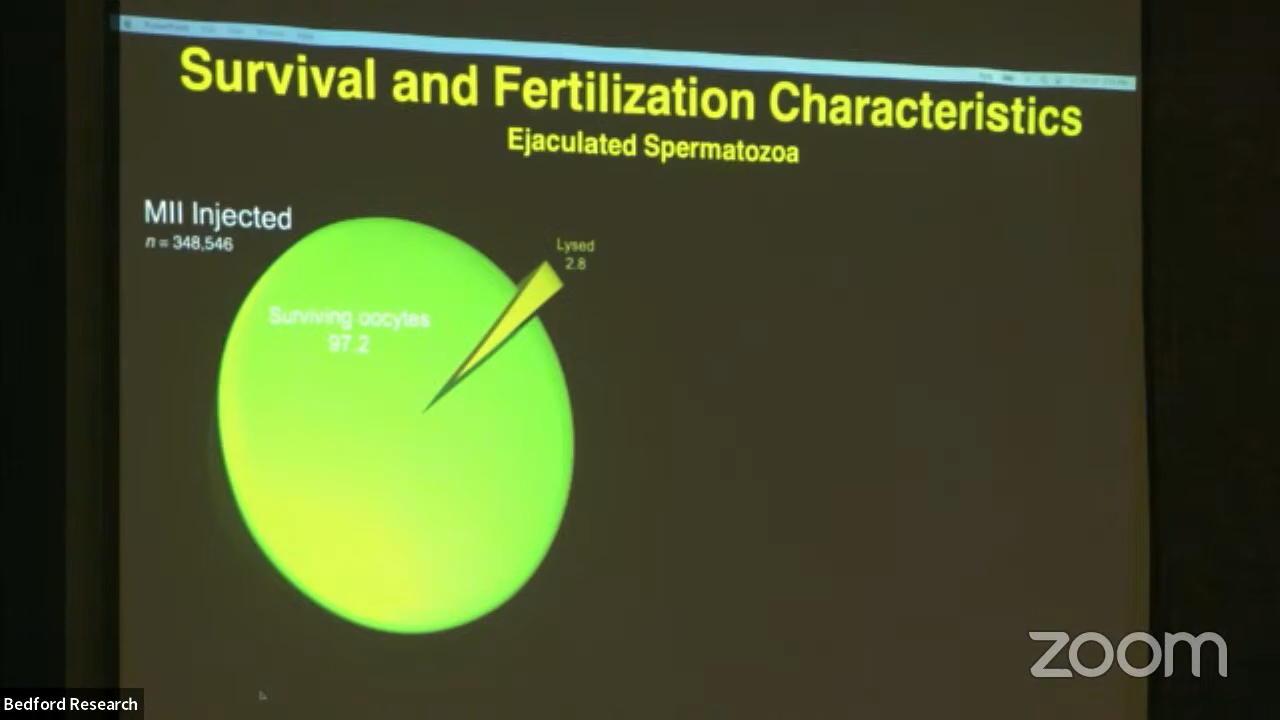 Survival and Fertilization Characteristics
Ejaculated Spermatozoa
MII Injected
n = 348,546
Lysed
2.8
Surviving oocytes
97.2
zoom
Bedford Research